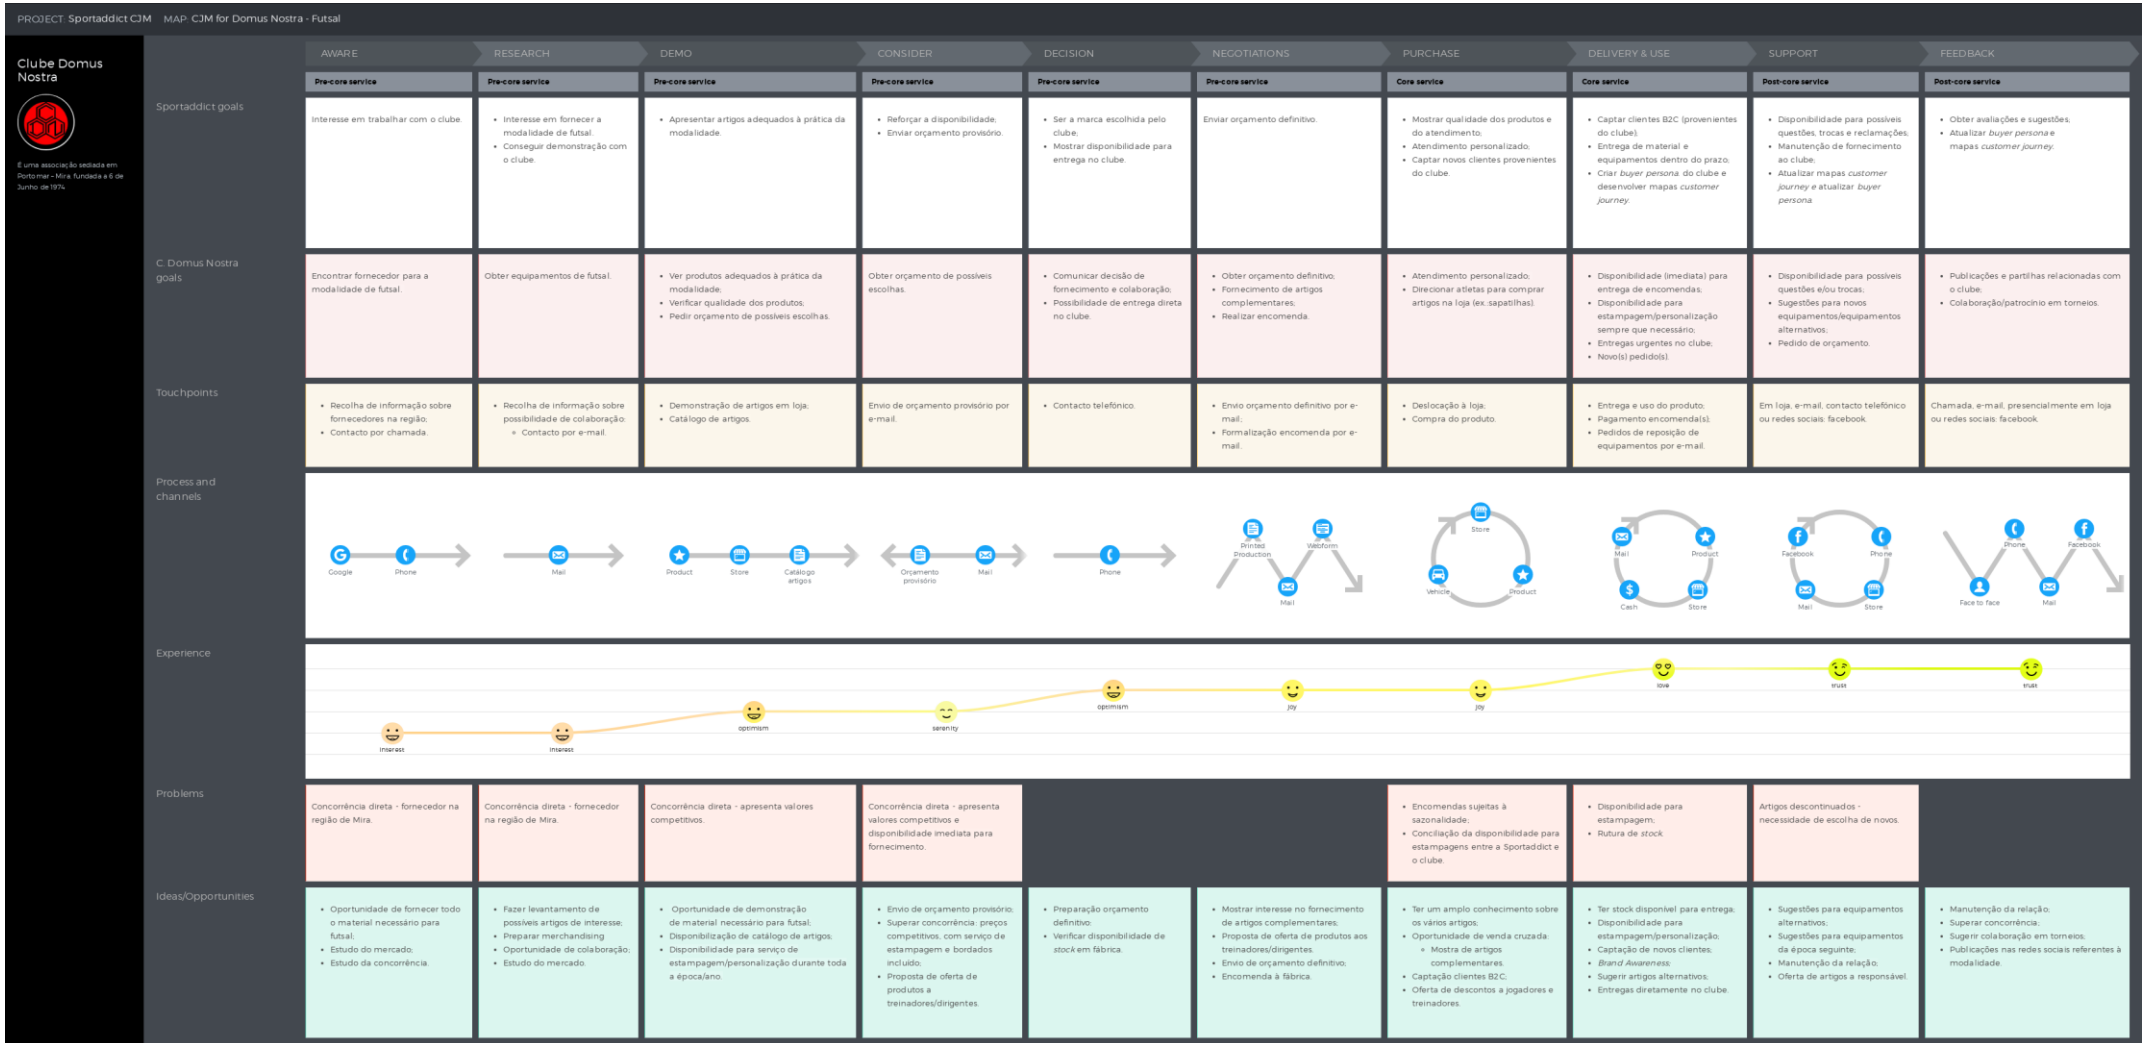 PROJECT: Sportaddict CJM MAP: CJM for Domus Nostra - Futsal
Clube Domus
Nostra
É uma associação sediada em
Portomar – Mira, fundada a 6 de
Junho de 1974
AWARE
RESEARCH
DEMO
CONSIDER
DECISION
NEGOTIATIONS
PURCHASE
DELIVERY & USE
SUPPORT
FEEDBACK
Pre-core service
Pre-core service
Pre-core service
Pre-core service
Pre-core service
Pre-core service
Core service
Core service
Post-core service
Post-core service
Sportaddict goals
Interesse em trabalhar com o clube.
• Interesse em fornecer a
modalidade de futsal.
• Conseguir demonstração com
o clube.
• Apresentar artigos adequados à prática da
modalidade.
• Reforçar a disponibilidade;
• Enviar orçamento provisório.
• Ser a marca escolhida pelo
clube;
• Mostrar disponibilidade para
entrega no clube.
Enviar orçamento definitivo.
• Mostrar qualidade dos produtos e
do atendimento;
• Atendimento personalizado;
• Captar novos clientes provenientes
do clube.
• Captar clientes B2C (provenientes
do clube);
• Entrega de material e
equipamentos dentro do prazo;
• Criar buyer persona do clube e
desenvolver mapas customer
journey.
• Disponibilidade para possíveis
questões, trocas e reclamações;
• Manutenção de fornecimento
ao clube;
• Atualizar mapas customer
journey e atualizar buyer
persona.
• Obter avaliações e sugestões;
• Atualizar buyer persona e
mapas customer journey.
C. Domus Nostra
goals
Encontrar fornecedor para a
modalidade de futsal.
Obter equipamentos de futsal.
• Ver produtos adequados à prática da
modalidade;
• Verificar qualidade dos produtos;
• Pedir orçamento de possíveis escolhas.
Obter orçamento de possíveis
escolhas.
• Comunicar decisão de
fornecimento e colaboração;
• Possibilidade de entrega direta
no clube.
• Obter orçamento definitivo;
• Fornecimento de artigos
complementares;
• Realizar encomenda.
• Atendimento personalizado;
• Direcionar atletas para comprar
artigos na loja (ex.:sapatilhas).
• Disponibilidade (imediata) para
entrega de encomendas;
• Disponibilidade para
estampagem/personalização
sempre que necessário;
• Entregas urgentes no clube;
• Novo(s) pedido(s).
• Disponibilidade para possíveis
questões e/ou trocas;
• Sugestões para novos
equipamentos/equipamentos
alternativos;
• Pedido de orçamento.
• Publicações e partilhas relacionadas com
o clube;
• Colaboração/patrocínio em torneios.
Touchpoints
• Recolha de informação sobre
fornecedores na região;
• Contacto por chamada.
• Recolha de informação sobre
possibilidade de colaboração:
∘ Contacto por e-mail.
• Demonstração de artigos em loja;
• Catálogo de artigos.
Envio de orçamento provisório por
e-mail.
• Contacto telefónico.
• Envio orçamento definitivo por e-
mail;
• Formalização encomenda por e-
mail.
• Deslocação à loja;
• Compra do produto.
• Entrega e uso do produto;
• Pagamento encomenda(s);
• Pedidos de reposição de
equipamentos por e-mail.
Em loja, e-mail, contacto telefónico
ou redes sociais: facebook.
Chamada, e-mail, presencialmente em loja
ou redes sociais: facebook.
Process and
channels
Google
Phone
Mail
Product
Store
Catálogo
artigos
Orçamento
provisório
Mail
Phone
Printed
Production
Webform
Mail
Store
Vehicle
Product
Mail
Product
Cash
Store
Facebook
Phone
Mail
Store
Phone
Facebook
Face to face
Mail
Experience
interest
interest
optimism
serenity
optimism
joy
joy
love
trust
trust
Problems
Concorrência direta - fornecedor na
região de Mira.
Concorrência direta - fornecedor
na região de Mira.
Concorrência direta - apresenta valores
competitivos.
Concorrência direta - apresenta
valores competitivos e
disponibilidade imediata para
fornecimento.
• Encomendas sujeitas à
sazonalidade;
• Conciliação da disponibilidade para
estampagens entre a Sportaddict e
o clube.
• Disponibilidade para
estampagem;
• Rutura de stock.
Artigos descontinuados -
necessidade de escolha de novos.
Ideas/Opportunities
• Oportunidade de fornecer todo
o material necessário para
futsal;
• Estudo do mercado;
• Estudo da concorrência.
• Fazer levantamento de
possíveis artigos de interesse;
• Preparar merchandising
• Oportunidade de colaboração;
• Estudo do mercado.
• Oportunidade de demonstração
de material necessário para futsal;
• Disponibilização de catálogo de artigos;
• Disponibilidade para serviço de
estampagem/personalização durante toda
a época/ano.
• Envio de orçamento provisório;
• Superar concorrência: preços
competitivos, com serviço de
estampagem e bordados
incluído;
• Proposta de oferta de
produtos a
treinadores/dirigentes.
• Preparação orçamento
definitivo;
• Verificar disponibilidade de
stock em fábrica.
• Mostrar interesse no fornecimento
de artigos complementares;
• Proposta de oferta de produtos aos
treinadores/dirigentes.
• Envio de orçamento definitivo;
• Encomenda à fábrica.
• Ter um amplo conhecimento sobre
os vários artigos;
• Oportunidade de venda cruzada:
∘ Mostra de artigos
complementares.
• Captação clientes B2C;
• Oferta de descontos a jogadores e
treinadores.
• Ter stock disponível para entrega;
• Disponibilidade para
estampagem/personalização;
• Captação de novos clientes;
• Brand Awareness;
• Sugerir artigos alternativos;
• Entregas diretamente no clube.
• Sugestões para equipamentos
alternativos;
• Sugestões para equipamentos
da época seguinte;
• Manutenção da relação;
• Oferta de artigos a responsável.
• Manutenção da relação;
• Superar concorrência;
• Sugerir colaboração em torneios;
• Publicações nas redes sociais referentes à
modalidade.